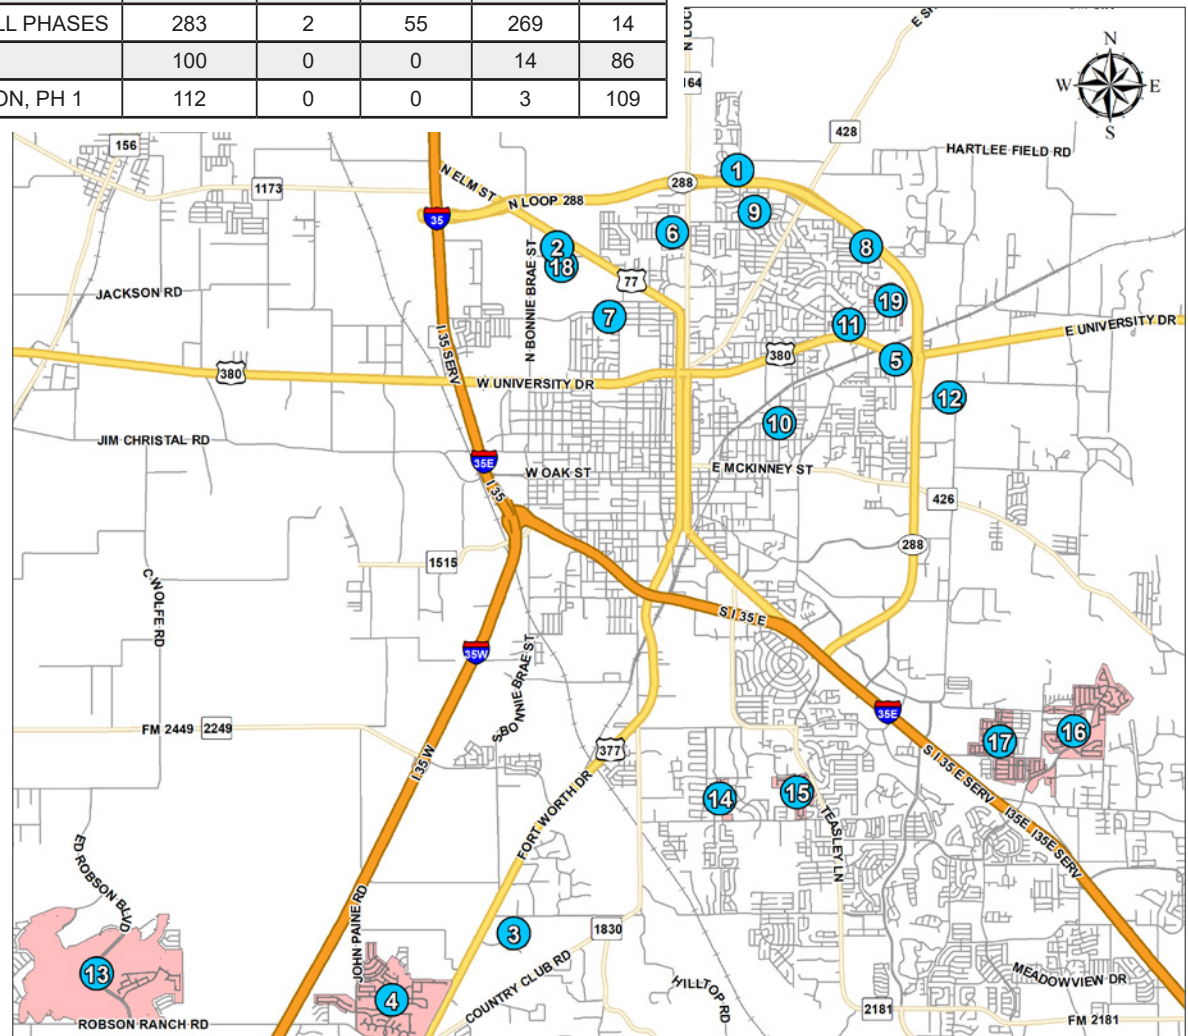 LL PHASES 283 2 55 269 14
100 0 0 14 86
ON, PH 1 112 0 0 3 109
N LOC
164
N
W E
S
428
156
HARTLEE FIELD RD
1173
N ELM ST
288
1
N LOOP 288
9
35
6
2
8
18
N BONNIE BRAE ST
77
JACKSON RD
19
7
11
E UNIVERSITY DR
I 35 SERV
380
5
380
W UNIVERSITY DR
12
10
JIM CHRISTAL RD
35E
W OAK ST
E MCKINNEY ST
I 35
426
288
1515
C WOLFE RD
S I 35 E
35W
S BONNIE BRAE ST
35E
FM 2449 2249
16
17
377
I 35 W
S I 35 E SERV
14
15
FORT WORTH DR
TEASLEY LN
I35E I35E SERV
ED ROBSON BLVD
JOHN PAINE RD
3
1830
13
COUNTRY CLUB RD
HILLTOP RD
MEADOWVIEW DR
4
2181
ROBSON RANCH RD
FM 2181